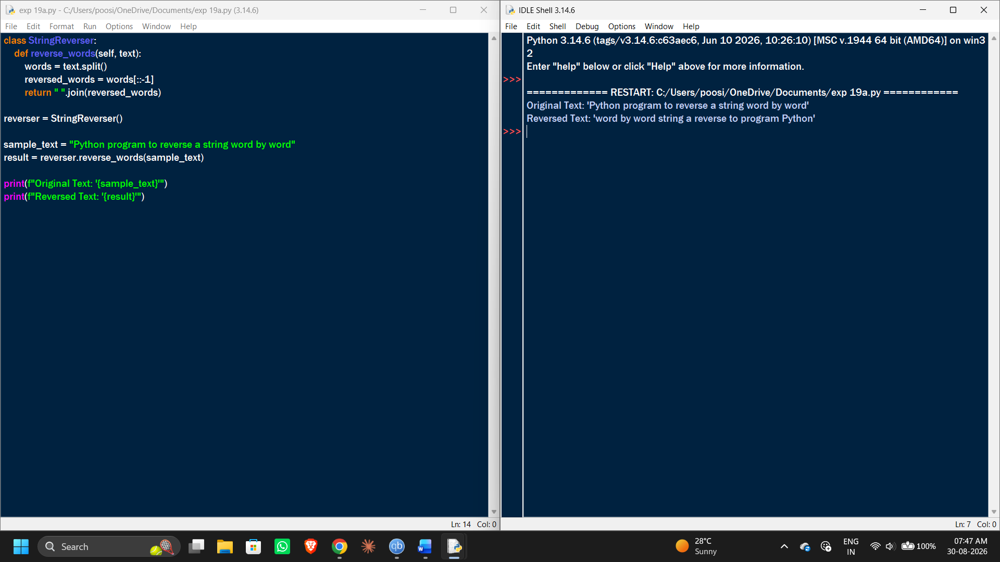 exp 19a.py - C:/Users/poosi/OneDrive/Documents/exp 19a.py (3.14.6)
File Edit Format Run Options Window Help
class StringReverser:
    def reverse_words(self, text):
        words = text.split()
        reversed_words = words[::-1]
        return " ".join(reversed_words)
reverser = StringReverser()
sample_text = "Python program to reverse a string word by word"
result = reverser.reverse_words(sample_text)
print(f"Original Text: '{sample_text}'")
print(f"Reversed Text: '{result}'")
Ln: 14 Col: 0
IDLE Shell 3.14.6
File Edit Shell Debug Options Window Help
Python 3.14.6 (tags/v3.14.6:c63aec6, Jun 10 2026, 10:26:10) [MSC v.1944 64 bit (AMD64)] on win3
2
Enter "help" below or click "Help" above for more information.
>>>
============= RESTART: C:/Users/poosi/OneDrive/Documents/exp 19a.py ============
Original Text: 'Python program to reverse a string word by word'
Reversed Text: 'word by word string a reverse to program Python'
>>>
Ln: 7 Col: 0
Search
qb
W
28°C
Sunny
ENG
IN
100%
07:47 AM
30-08-2026